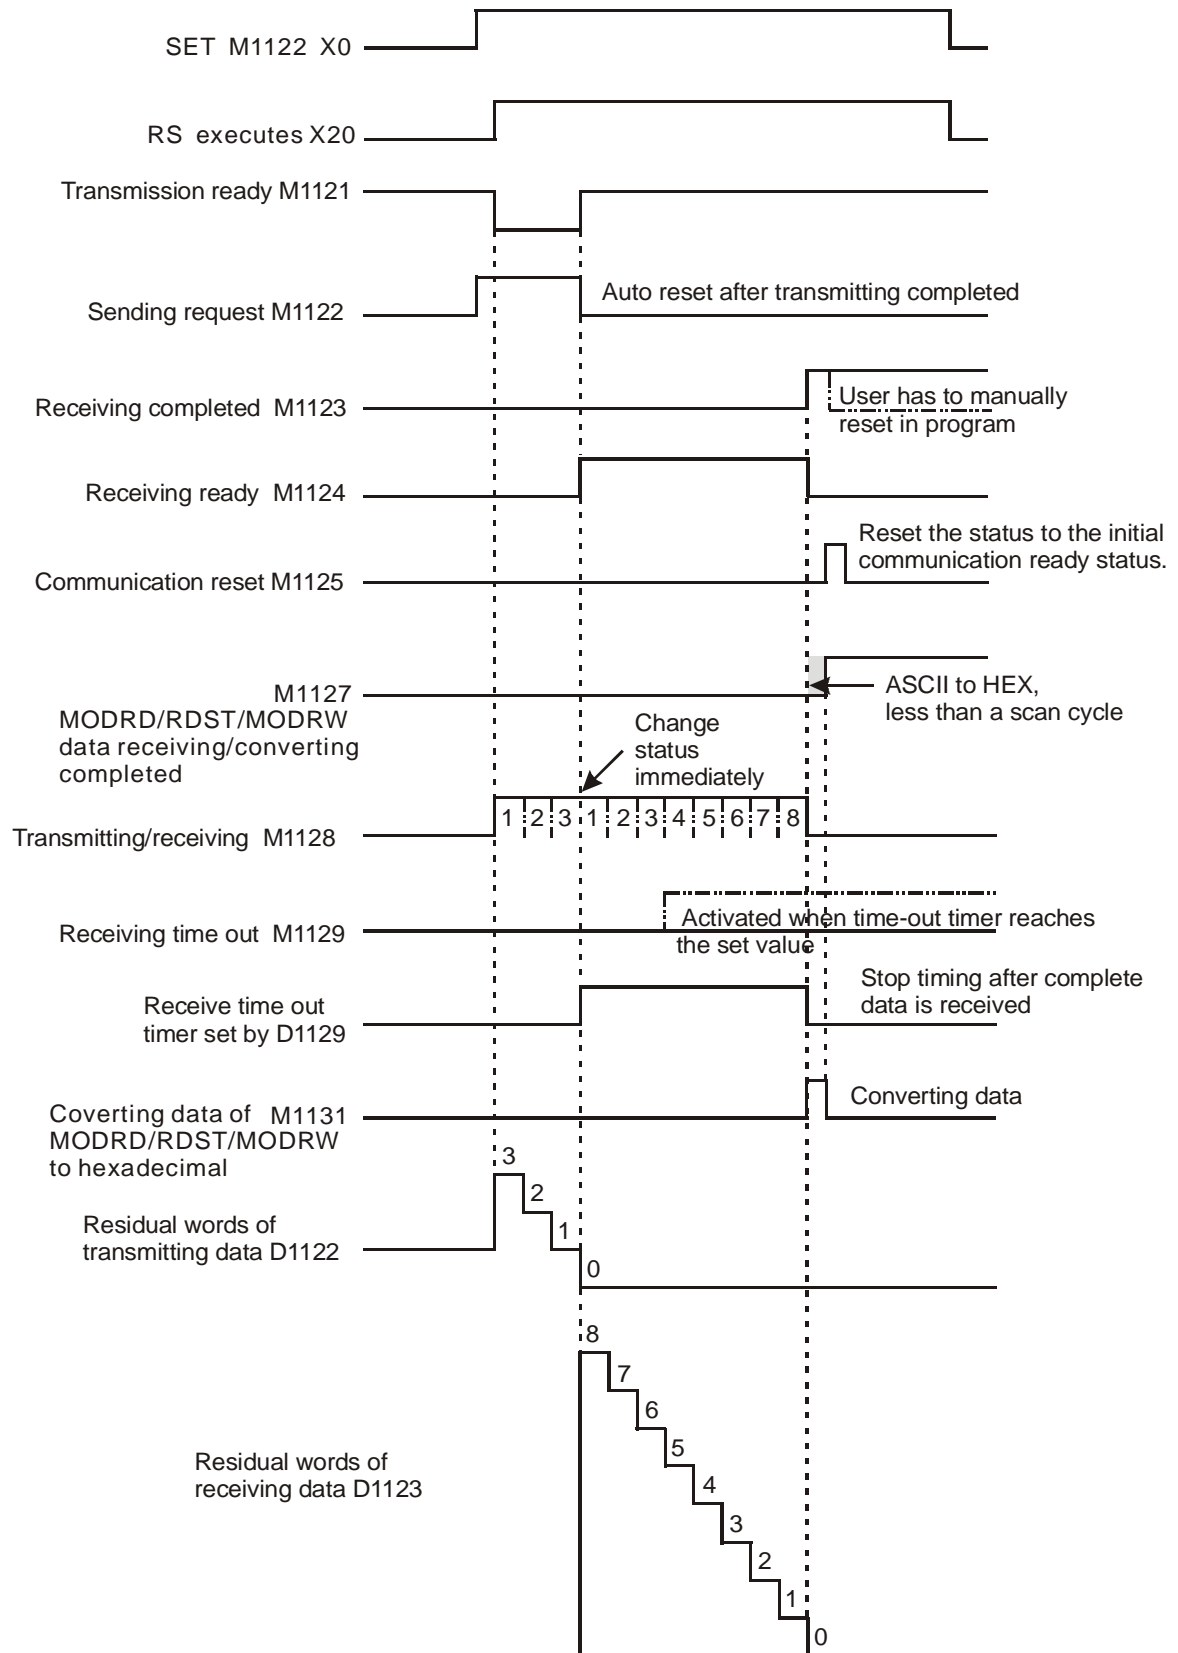 SET M1122 X0
RS executes X20
Transmission ready M1121
Sending request M1122
Auto reset after transmitting completed
Receiving completed M1123
User has to manually
reset in program
Receiving ready M1124
Reset the status to the initial
communication ready status.
Communication reset M1125
M1127
MODRD/RDST/MODRW
data receiving/converting
completed
ASCII to HEX,
less than a scan cycle
Change
status
immediately
Transmitting/receiving M1128
1 2 3 1 2 3 4 5 6 7 8
Receiving time out M1129
Activated when time-out timer reaches
the set value
Receive time out
timer set by D1129
Stop timing after complete
data is received
Coverting data of M1131
MODRD/RDST/MODRW
to hexadecimal
Converting data
3
2
1
0
Residual words of
transmitting data D1122
8
7
6
5
4
3
2
1
0
Residual words of
receiving data D1123